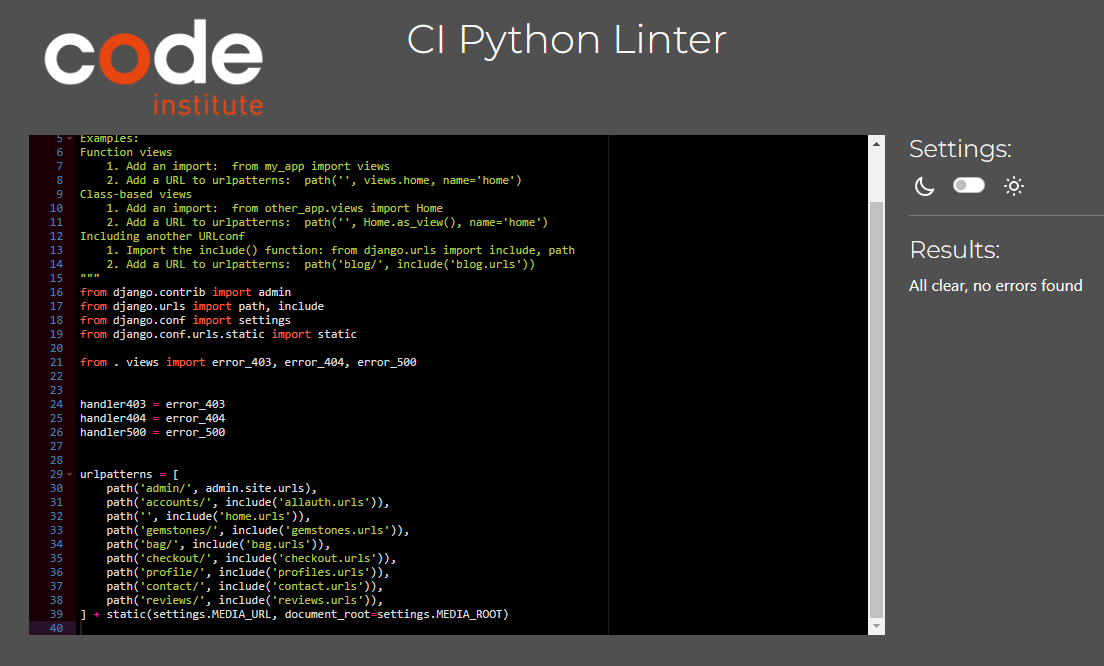 code
institute
CI Python Linter
5 Examples:
6 Function views
7     1. Add an import:  from my_app import views
8     2. Add a URL to urlpatterns:  path('', views.home, name='home')
9 Class-based views
10     1. Add an import:  from other_app.views import Home
11     2. Add a URL to urlpatterns:  path('', Home.as_view(), name='home')
12 Including another URLconf
13     1. Import the include() function: from django.urls import include, path
14     2. Add a URL to urlpatterns:  path('blog/', include('blog.urls'))
15 """
16 from django.contrib import admin
17 from django.urls import path, include
18 from django.conf import settings
19 from django.conf.urls.static import static
20
21 from . views import error_403, error_404, error_500
22
23
24 handler403 = error_403
25 handler404 = error_404
26 handler500 = error_500
27
28
29 urlpatterns = [
30     path('admin/', admin.site.urls),
31     path('accounts/', include('allauth.urls')),
32     path('', include('home.urls')),
33     path('gemstones/', include('gemstones.urls')),
34     path('bag/', include('bag.urls')),
35     path('checkout/', include('checkout.urls')),
36     path('profile/', include('profiles.urls')),
37     path('contact/', include('contact.urls')),
38     path('reviews/', include('reviews.urls')),
39 ] + static(settings.MEDIA_URL, document_root=settings.MEDIA_ROOT)
40
Settings:
Results:
All clear, no errors found